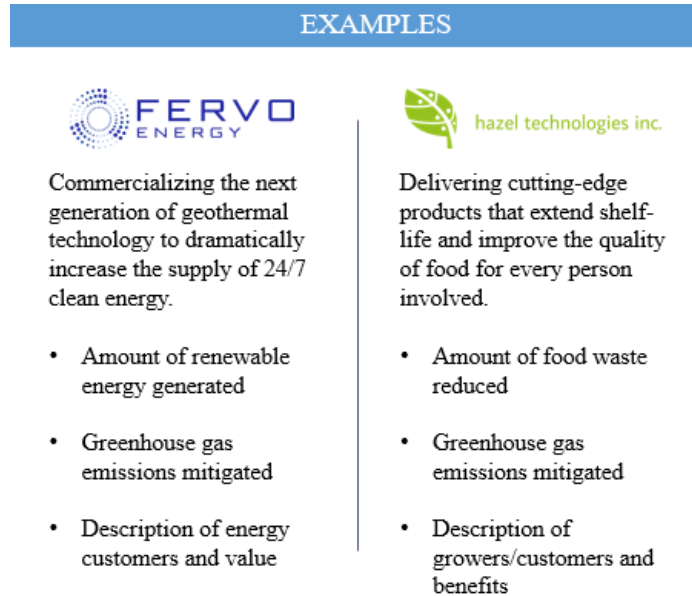 EXAMPLES
FERVO
ENERGY
Commercializing the next
generation of geothermal
technology to dramatically
increase the supply of 24/7
clean energy.
• Amount of renewable
energy generated
• Greenhouse gas
emissions mitigated
• Description of energy
customers and value
hazel technologies inc.
Delivering cutting-edge
products that extend shelf-
life and improve the quality
of food for every person
involved.
• Amount of food waste
reduced
• Greenhouse gas
emissions mitigated
• Description of
growers/customers and
benefits